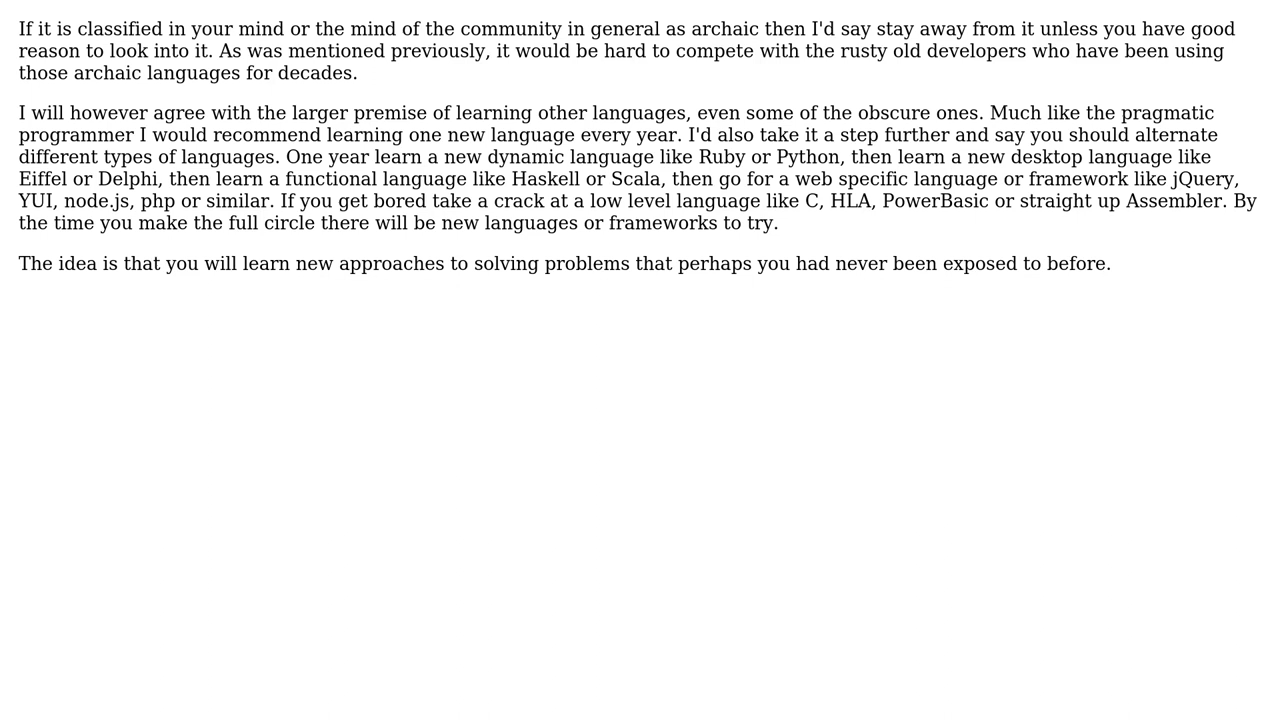 If it is classified in your mind or the mind of the community in general as archaic then I'd say stay away from it unless you have good
reason to look into it. As was mentioned previously, it would be hard to compete with the rusty old developers who have been using
those archaic languages for decades.
I will however agree with the larger premise of learning other languages, even some of the obscure ones. Much like the pragmatic
programmer I would recommend learning one new language every year. I'd also take it a step further and say you should alternate
different types of languages. One year learn a new dynamic language like Ruby or Python, then learn a new desktop language like
Eiffel or Delphi, then learn a functional language like Haskell or Scala, then go for a web specific language or framework like jQuery,
YUI, node.js, php or similar. If you get bored take a crack at a low level language like C, HLA, PowerBasic or straight up Assembler. By
the time you make the full circle there will be new languages or frameworks to try.
The idea is that you will learn new approaches to solving problems that perhaps you had never been exposed to before.